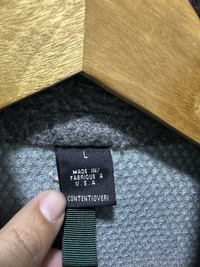 L
MADE IN/
FABRIQUE A
U.S.A.
CONTENT(OVER)